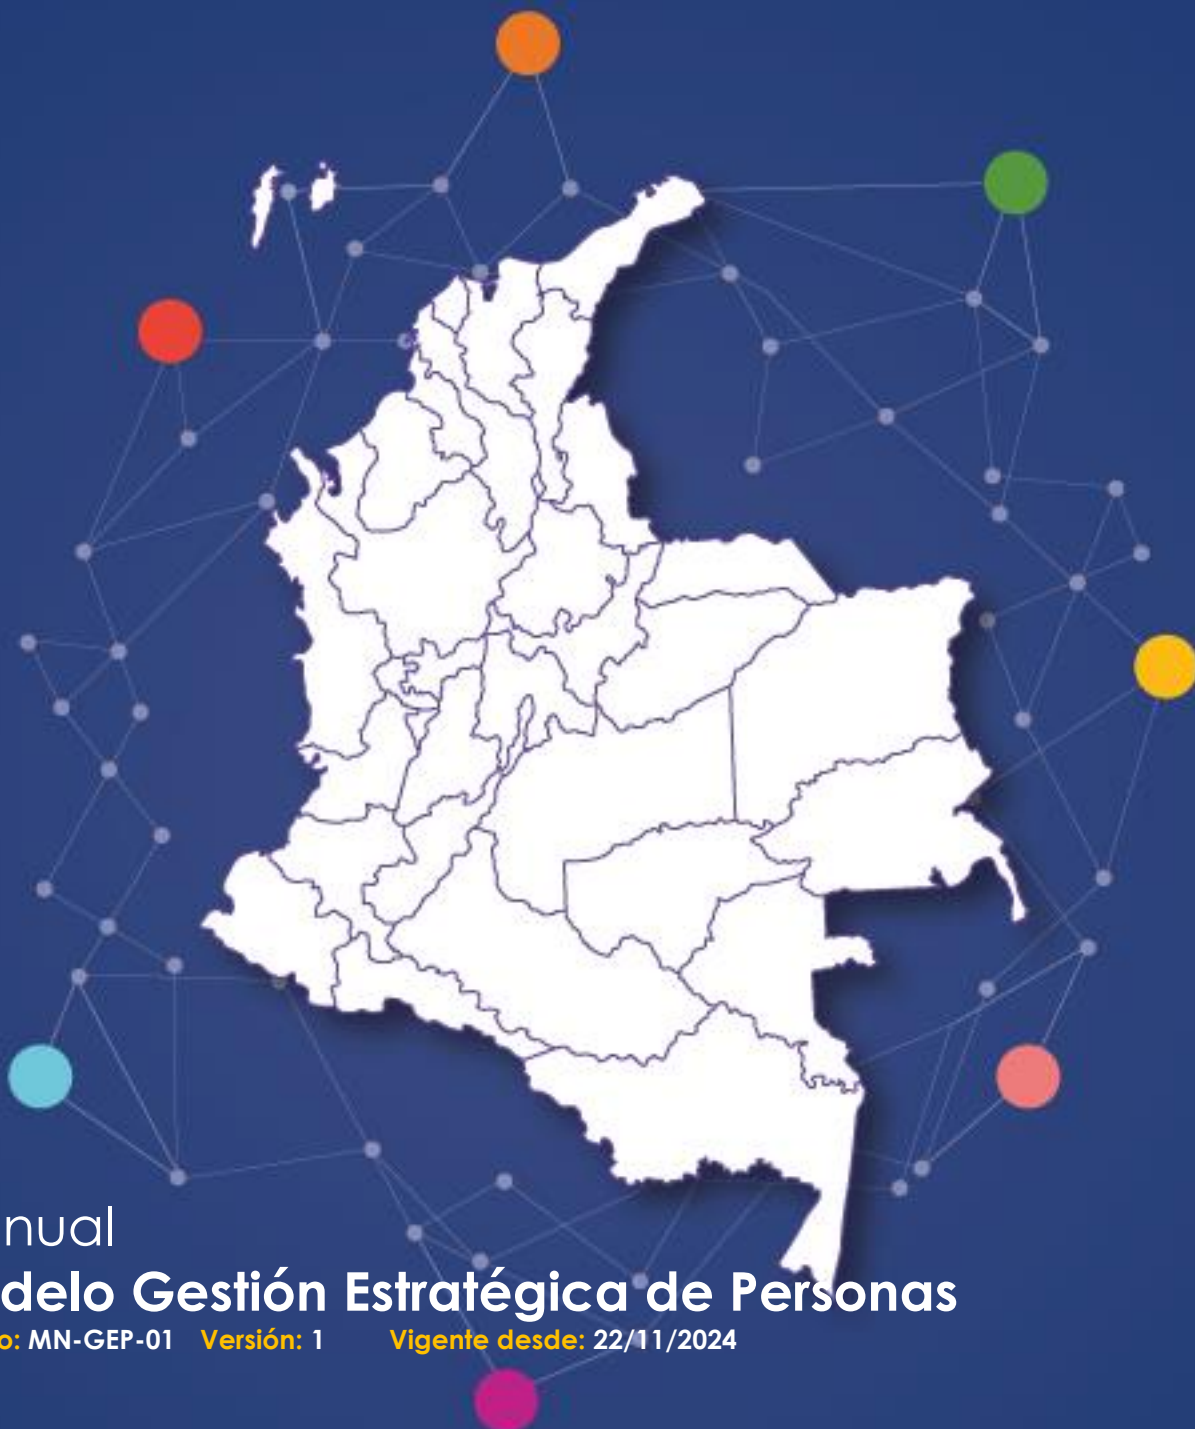 nual
delo Gestión Estratégica de Personas
o: MN-GEP-01 Versión: 1 Vigente desde: 22/11/2024